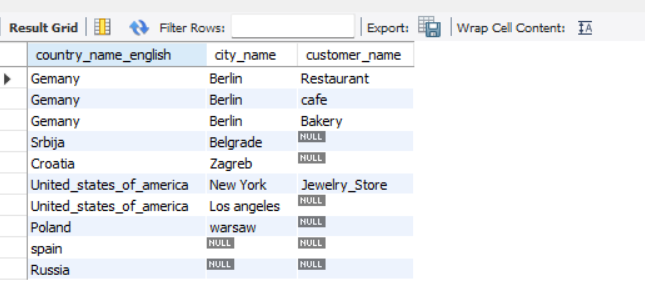 Result Grid Filter Rows: Export: Wrap Cell Content: IA
country_name_english city_name customer_name
Gemany Berlin Restaurant
Gemany Berlin cafe
Gemany Berlin Bakery
Srbija Belgrade NULL
Croatia Zagreb NULL
United_states_of_america New York Jewelry_Store
United_states_of_america Los angeles NULL
Poland warsaw NULL
spain NULL NULL
Russia NULL NULL